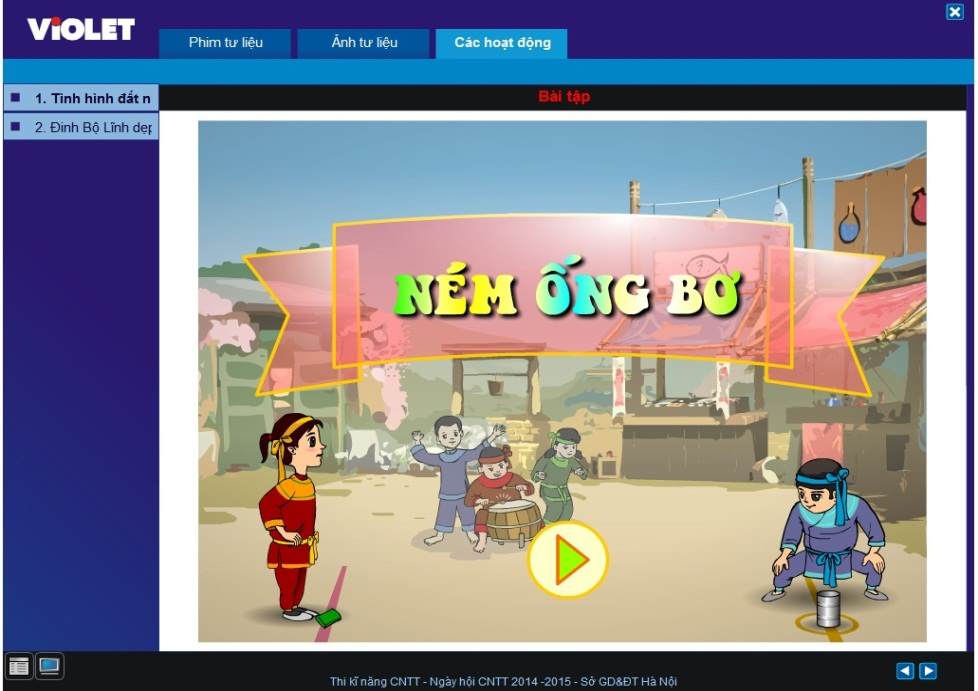 ViOLET
Phim tư liệu
Ảnh tư liệu
Các hoạt động
1. Tình hình đất n
2. Đinh Bộ Lĩnh dẹp
Bài tập
NÉM ỐNG BƠ
Thi kĩ năng CNTT - Ngày hội CNTT 2014 -2015 - Sở GD&ĐT Hà Nội